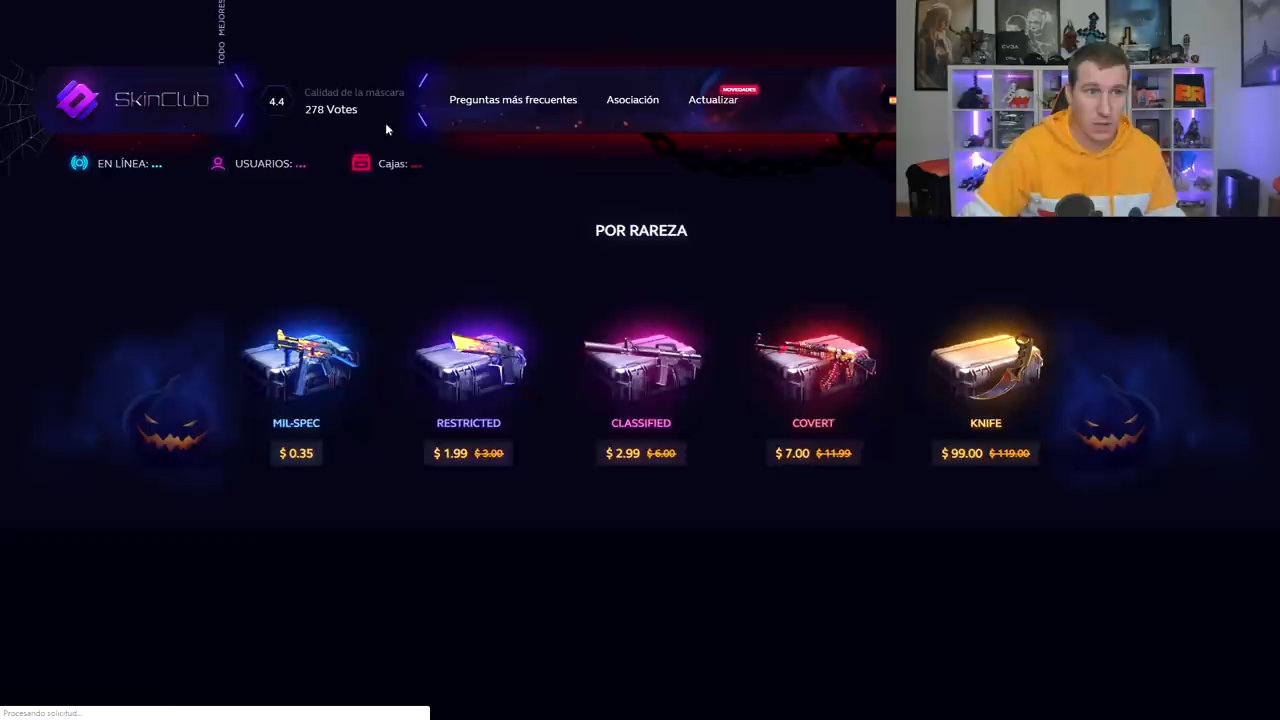 TODO MEJORES
SkinClub
4.4
Calidad de la máscara
278 Votes
Preguntas más frecuentes
Asociación
Actualizar
NOVEDADES
EN LÍNEA: ...
USUARIOS: ...
Cajas: ...
POR RAREZA
MIL-SPEC
RESTRICTED
CLASSIFIED
COVERT
KNIFE
$ 0.35
$ 1.99 $ 3.00
$ 2.99 $ 6.00
$ 7.00 $ 11.99
$ 99.00 $ 119.00
Procesando solicitud...